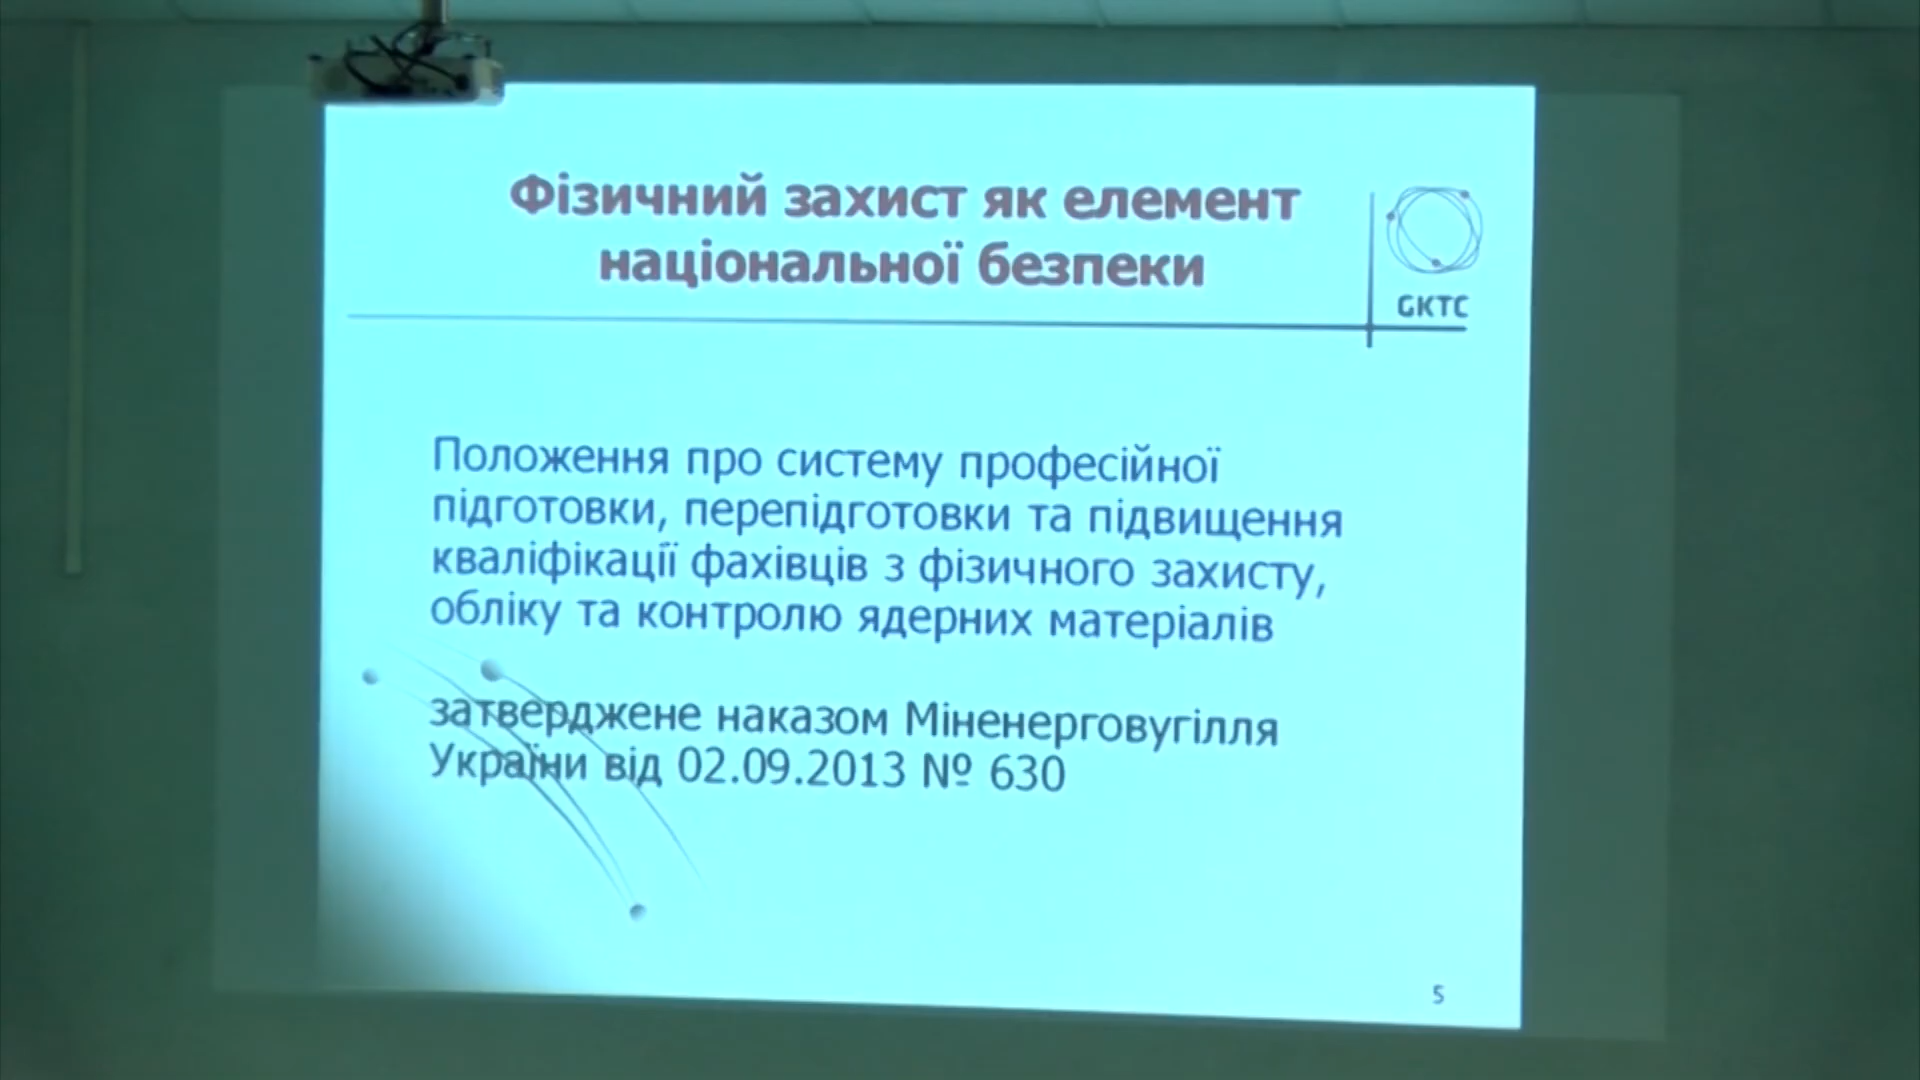 Фізичний захист як елемент
національної безпеки
GKTC
Положення про систему професійної
підготовки, перепідготовки та підвищення
кваліфікації фахівців з фізичного захисту,
обліку та контролю ядерних матеріалів
затверджене наказом Міненерговугілля
України від 02.09.2013 № 630
5